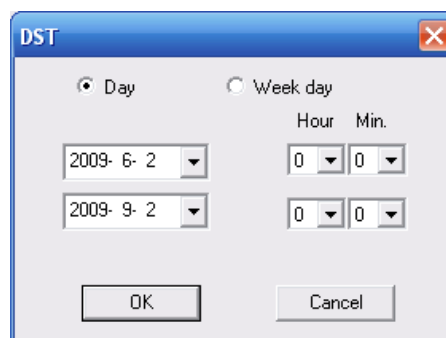 DST
Day Week day
Hour Min.
2009- 6- 2 0 0
2009- 9- 2 0 0
OK Cancel